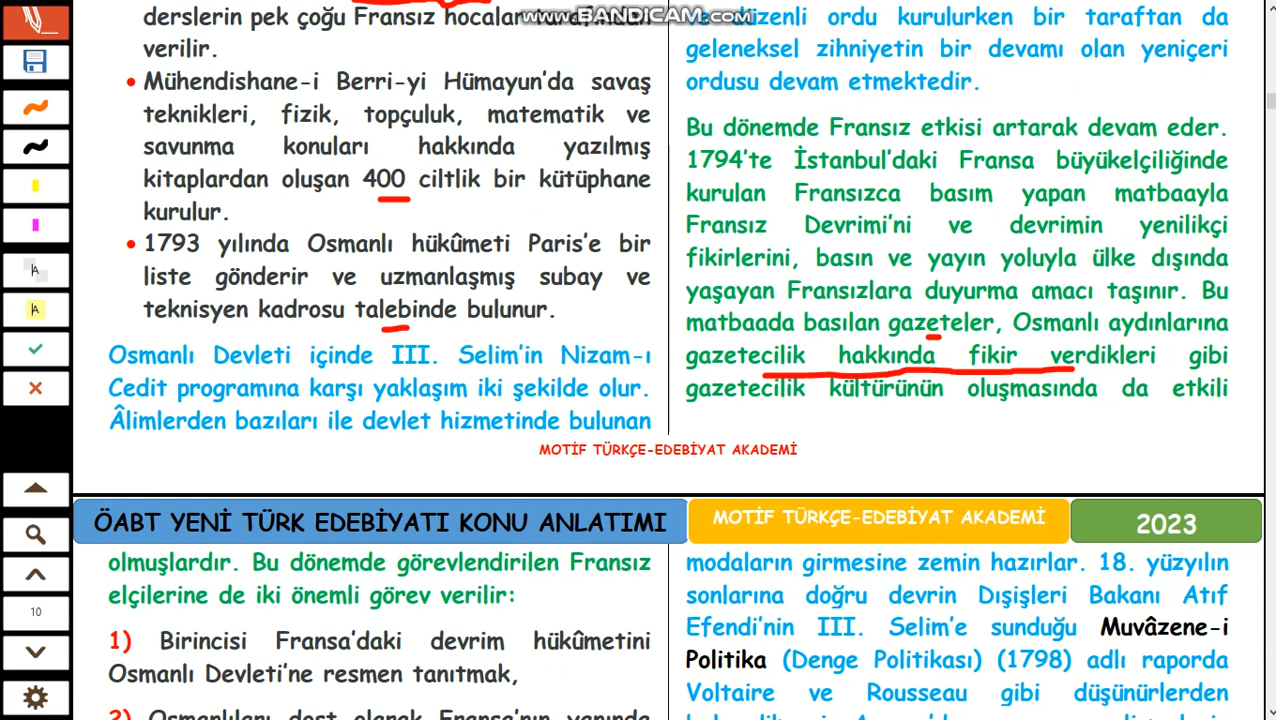 www.BANDICAM.com
derslerin pek çoğu Fransız hocalar tarafından
verilir.
• Mühendishane-i Berri-yi Hümayun’da savaş
teknikleri, fizik, topçuluk, matematik ve
savunma konuları hakkında yazılmış
kitaplardan oluşan 400 ciltlik bir kütüphane
kurulur.
• 1793 yılında Osmanlı hükûmeti Paris’e bir
liste gönderir ve uzmanlaşmış subay ve
teknisyen kadrosu talebinde bulunur.
Osmanlı Devleti içinde III. Selim’in Nizam-ı
Cedit programına karşı yaklaşım iki şekilde olur.
Âlimlerden bazıları ile devlet hizmetinde bulunan
ve düzenli ordu kurulurken bir taraftan da
geleneksel zihniyetin bir devamı olan yeniçeri
ordusu devam etmektedir.
Bu dönemde Fransız etkisi artarak devam eder.
1794’te İstanbul’daki Fransa büyükelçiliğinde
kurulan Fransızca basım yapan matbaayla
Fransız Devrimi’ni ve devrimin yenilikçi
fikirlerini, basın ve yayın yoluyla ülke dışında
yaşayan Fransızlara duyurma amacı taşınır. Bu
matbaada basılan gazeteler, Osmanlı aydınlarına
gazetecilik hakkında fikir verdikleri gibi
gazetecilik kültürünün oluşmasında da etkili
MOTİF TÜRKÇE-EDEBİYAT AKADEMİ
ÖABT YENİ TÜRK EDEBİYATI KONU ANLATIMI
MOTİF TÜRKÇE-EDEBİYAT AKADEMİ
2023
olmuşlardır. Bu dönemde görevlendirilen Fransız
elçilerine de iki önemli görev verilir:
1) Birincisi Fransa’daki devrim hükûmetini
Osmanlı Devleti’ne resmen tanıtmak,
2) Osmanlıları dost olarak Fransa’nın yanında
modaların girmesine zemin hazırlar. 18. yüzyılın
sonlarına doğru devrin Dışişleri Bakanı Atıf
Efendi’nin III. Selim’e sunduğu Muvâzene-i
Politika (Denge Politikası) (1798) adlı raporda
Voltaire ve Rousseau gibi düşünürlerden
A
A
10